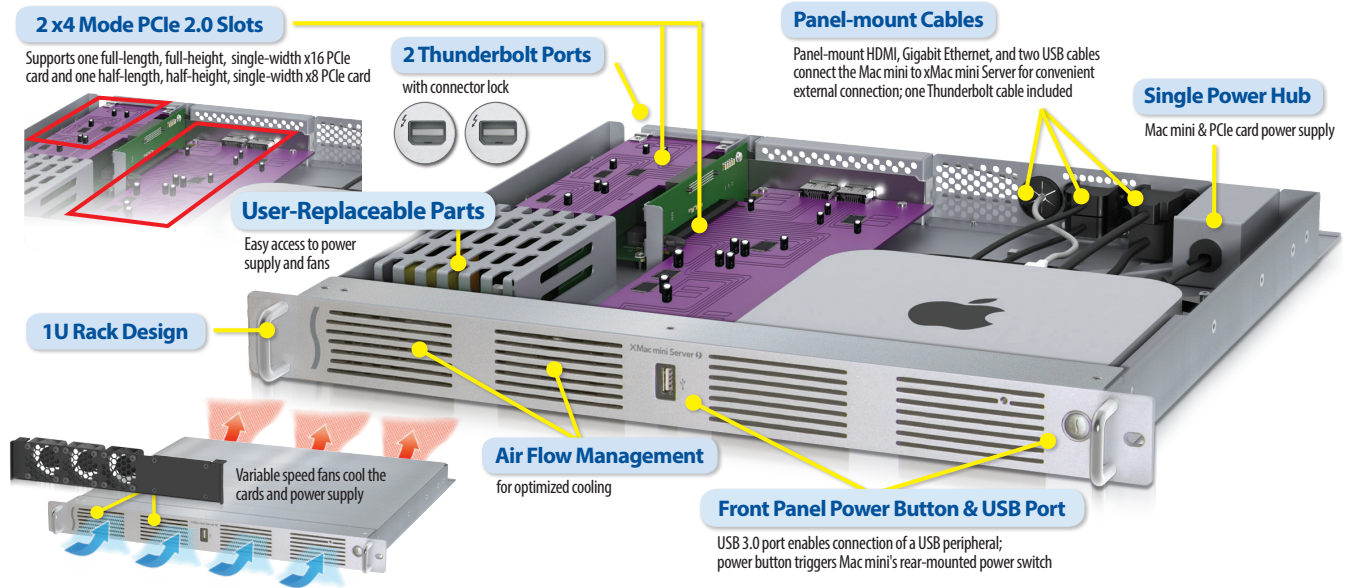 2 x4 Mode PCIe 2.0 Slots
Supports one full-length, full-height, single-width x16 PCIe
card and one half-length, half-height, single-width x8 PCIe card
2 Thunderbolt Ports
with connector lock
Panel-mount Cables
Panel-mount HDMI, Gigabit Ethernet, and two USB cables
connect the Mac mini to xMac mini Server for convenient
external connection; one Thunderbolt cable included
Single Power Hub
Mac mini & PCIe card power supply
User-Replaceable Parts
Easy access to power
supply and fans
1U Rack Design
XMac mini Server
Air Flow Management
for optimized cooling
Variable speed fans cool the
cards and power supply
Front Panel Power Button & USB Port
USB 3.0 port enables connection of a USB peripheral;
power button triggers Mac mini's rear-mounted power switch